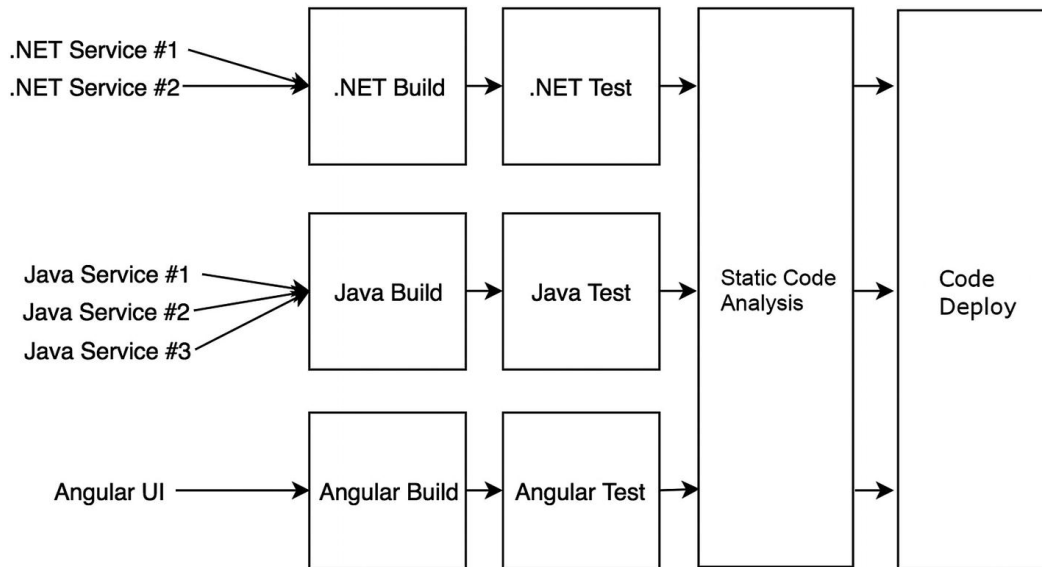 .NET Service #1
.NET Service #2
.NET Build
.NET Test
Java Service #1
Java Service #2
Java Service #3
Java Build
Java Test
Static Code
Analysis
Code
Deploy
Angular UI
Angular Build
Angular Test